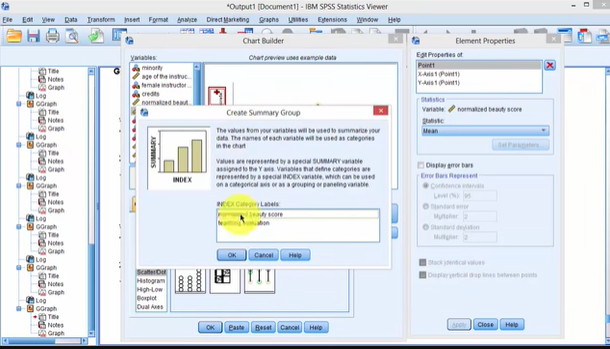 *Output1 [Document1] - IBM SPSS Statistics Viewer
File Edit View Data Transform Insert Format Analyze Direct Marketing Graphs Utilities Extensions Window Help
Title
Notes
Graph
Log
GGraph
Title
Notes
Graph
Log
GGraph
Title
Notes
Graph
Log
GGraph
Title
Notes
Graph
Log
GGraph
Title
Notes
Graph
Log
GGraph
Title
Notes
Graph
Chart Builder
Variables:
Chart preview uses example data
minority
age of the instruc...
female instructor...
credits
normalized beaut...
Create Summary Group
SUMMARY
INDEX
The values from your variables will be used to summarize your
data. The names of each variable will be used as categories
in the chart
Values are represented by a special SUMMARY variable
assigned to the Y axis. Variables that define categories are
represented by a special INDEX variable, which can be used
on a categorical axis or as a grouping or paneling variable.
INDEX Category Labels:
normalized beauty score
teaching evaluation
OK Cancel Help
Scatter/Dot
Histogram
High-Low
Boxplot
Dual Axes
OK Paste Reset Cancel Help
Element Properties
Edit Properties of:
Point1
X-Axis1 (Point1)
Y-Axis1 (Point1)
Statistics
Variable: normalized beauty score
Statistic:
Mean
Set Parameters...
Display error bars
Error Bars Represent
Confidence intervals
Level (%): 95
Standard error
Multiplier: 2
Standard deviation
Multiplier: 2
Stack identical values
Display vertical drop lines between points
Apply Close Help